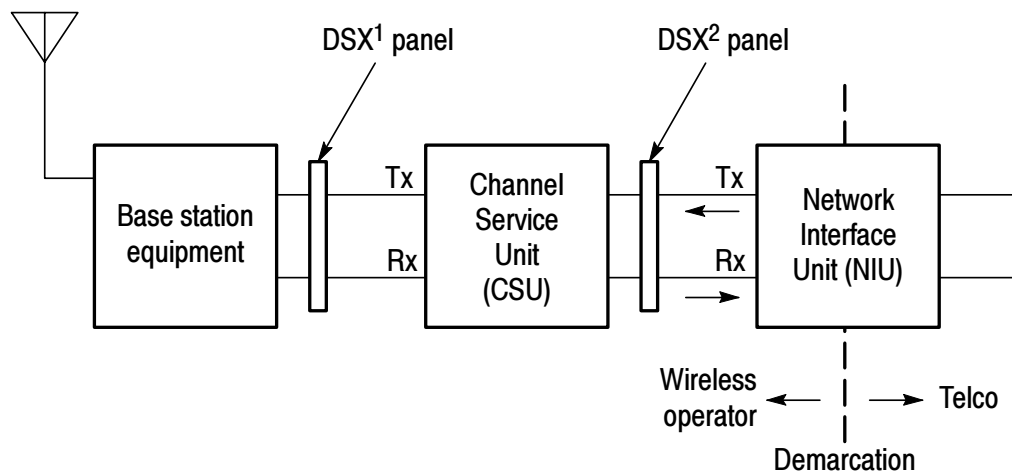 DSX¹ panel
DSX² panel
Base station
equipment
Tx
Rx
Channel
Service
Unit
(CSU)
Tx
Rx
Network
Interface
Unit (NIU)
Wireless
operator
Telco
Demarcation